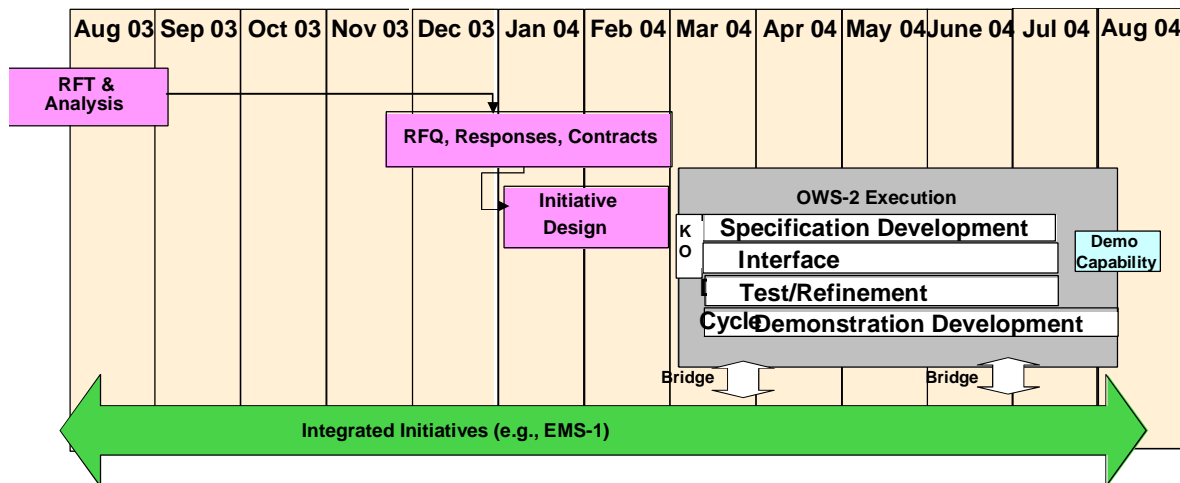 Aug 03 Sep 03 Oct 03 Nov 03 Dec 03 Jan 04 Feb 04 Mar 04 Apr 04 May 04 June 04 Jul 04 Aug 04
RFT &
Analysis
RFQ, Responses, Contracts
Initiative
Design
OWS-2 Execution
K
O
Specification Development
Interface
Test/Refinement
Cycle
Demonstration Development
Demo
Capability
Bridge
Bridge
Integrated Initiatives (e.g., EMS-1)